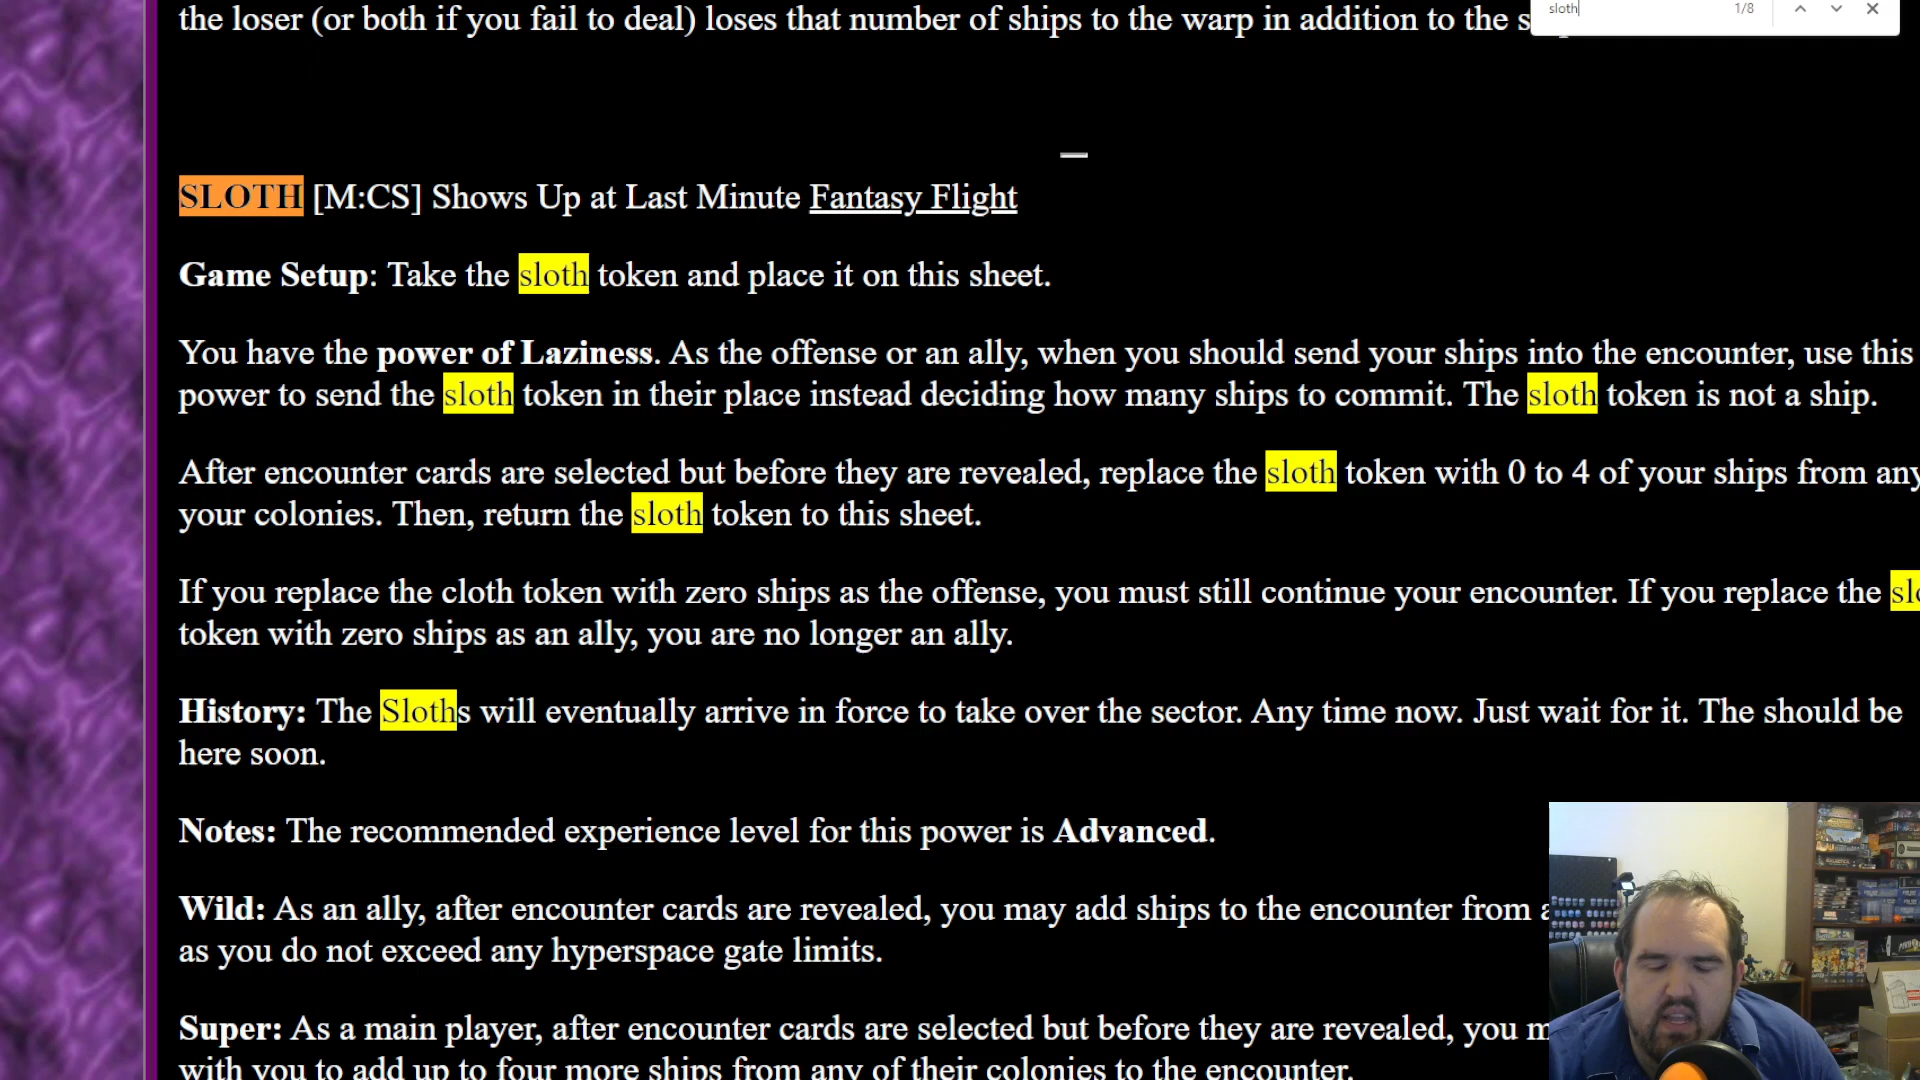 the loser (or both if you fail to deal) loses that number of ships to the warp in addition to the
sloth
1/8
SLOTH [M:CS] Shows Up at Last Minute Fantasy Flight
Game Setup: Take the sloth token and place it on this sheet.
You have the power of Laziness. As the offense or an ally, when you should send your ships into the encounter, use this
power to send the sloth token in their place instead deciding how many ships to commit. The sloth token is not a ship.
After encounter cards are selected but before they are revealed, replace the sloth token with 0 to 4 of your ships from any
your colonies. Then, return the sloth token to this sheet.
If you replace the cloth token with zero ships as the offense, you must still continue your encounter. If you replace the
token with zero ships as an ally, you are no longer an ally.
History: The Sloths will eventually arrive in force to take over the sector. Any time now. Just wait for it. The should be
here soon.
Notes: The recommended experience level for this power is Advanced.
Wild: As an ally, after encounter cards are revealed, you may add ships to the encounter from
as you do not exceed any hyperspace gate limits.
Super: As a main player, after encounter cards are selected but before they are revealed, you
with you to add up to four more ships from any of their colonies to the encounter.